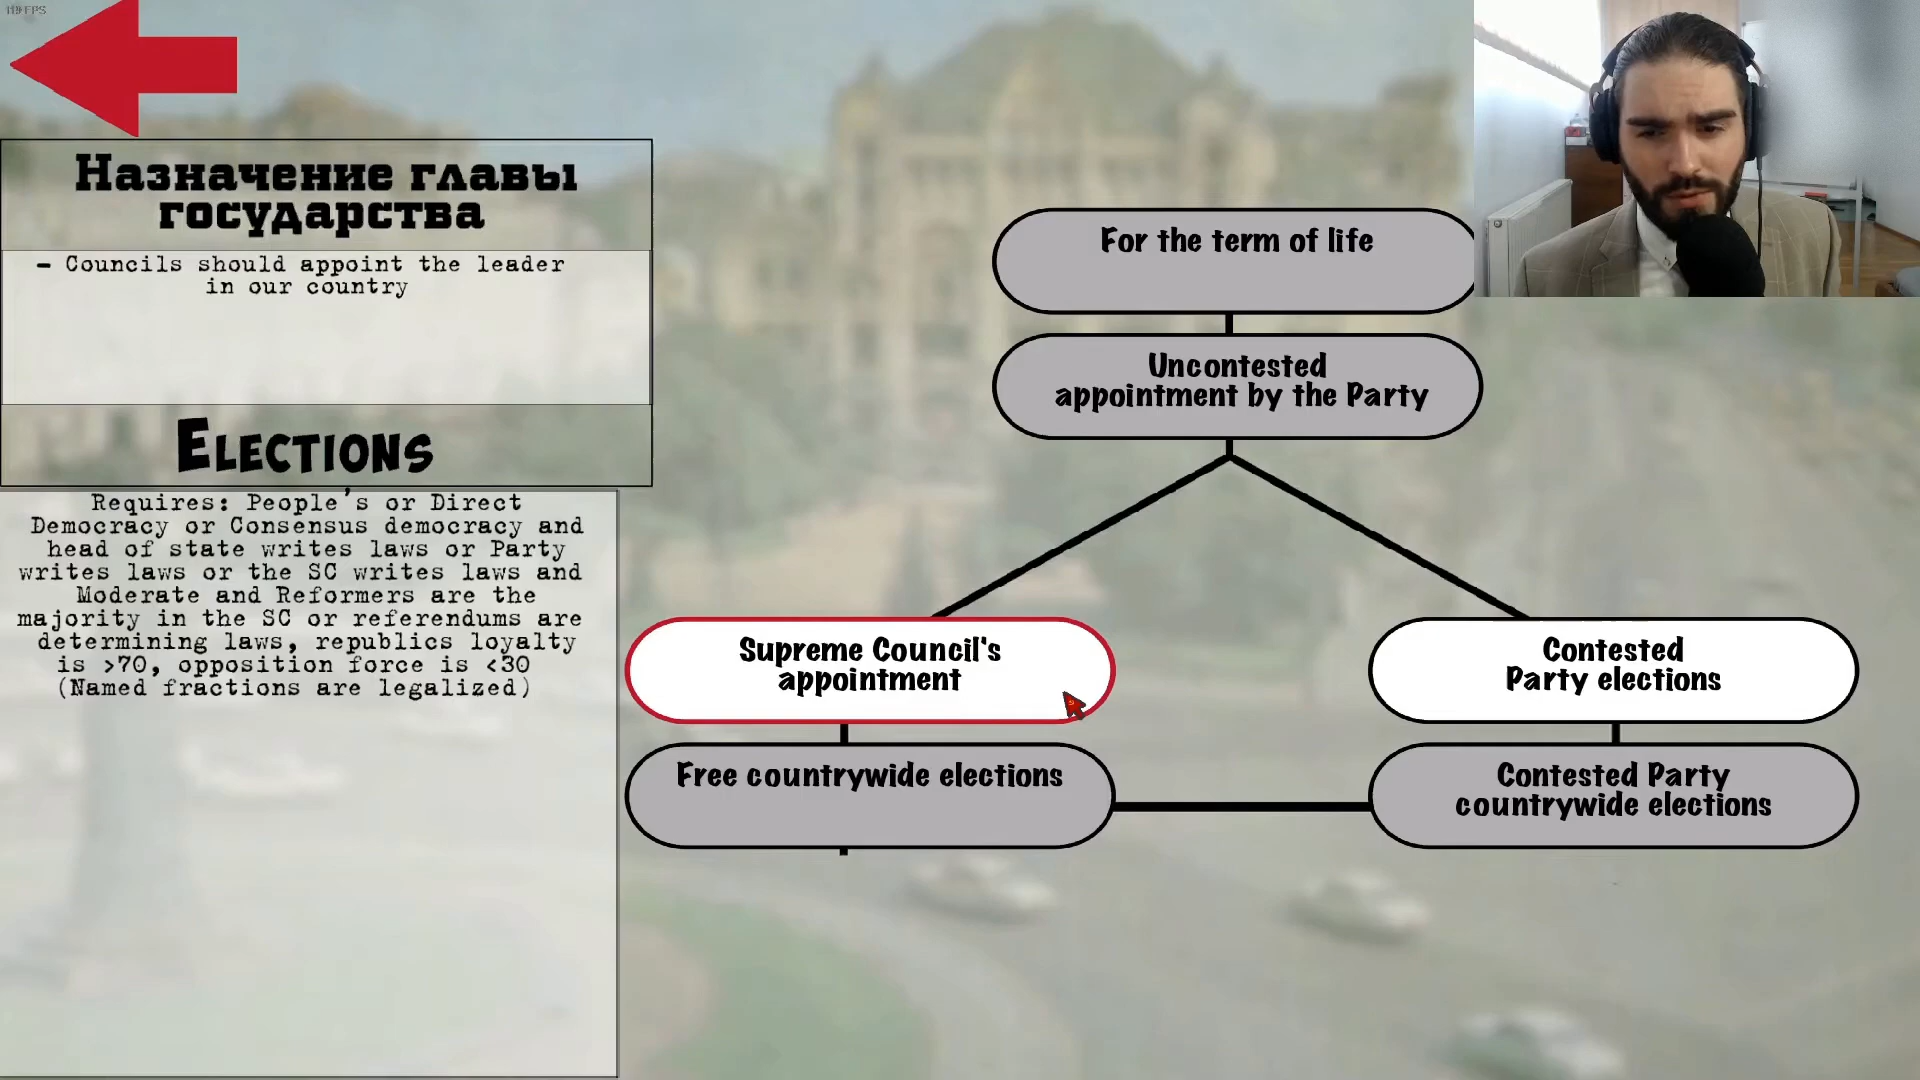 Назначение главы
государства
- Councils should appoint the leader
in our country
Elections
Requires: People's or Direct
Democracy or Consensus democracy and
head of state writes laws or Party
writes laws or the SC writes laws and
Moderate and Reformers are the
majority in the SC or referendums are
determining laws, republics loyalty
is >70, opposition force is <30
(Named fractions are legalized)
For the term of life
Uncontested
appointment by the Party
Supreme Council's
appointment
Contested
Party elections
Free countrywide elections
Contested Party
countrywide elections